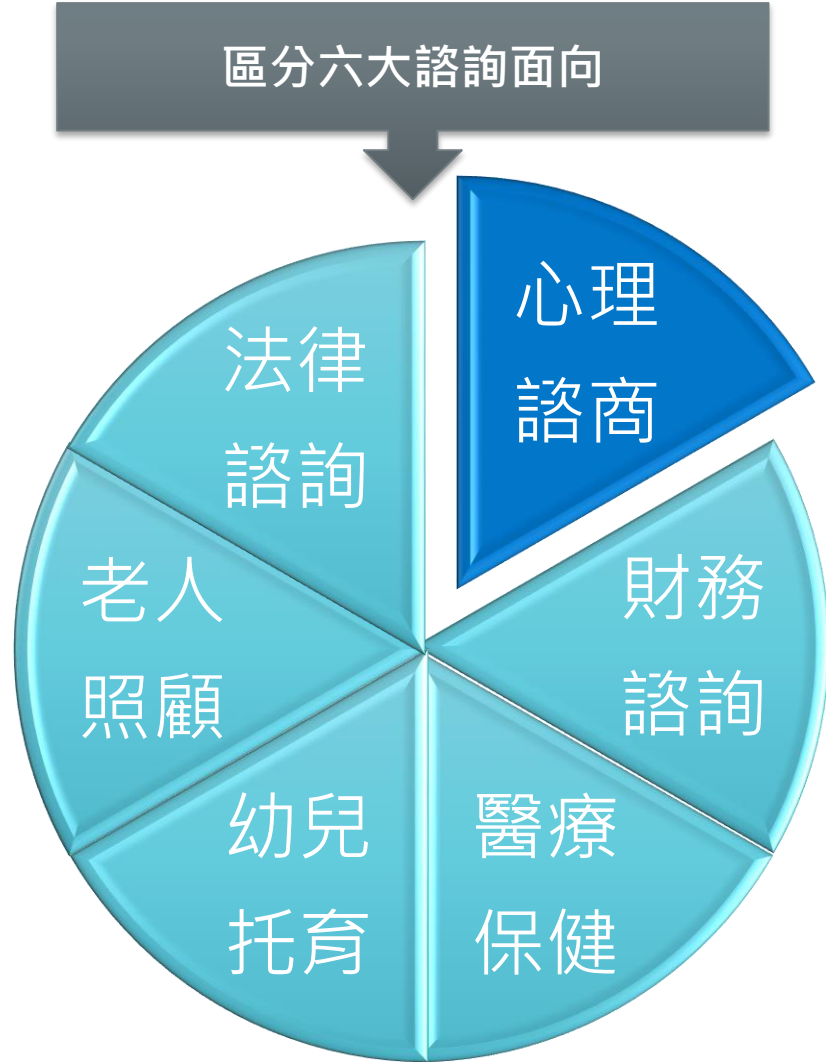 區分六大諮詢面向
心理
諮商
財務
諮詢
醫療
保健
幼兒
托育
老人
照顧
法律
諮詢